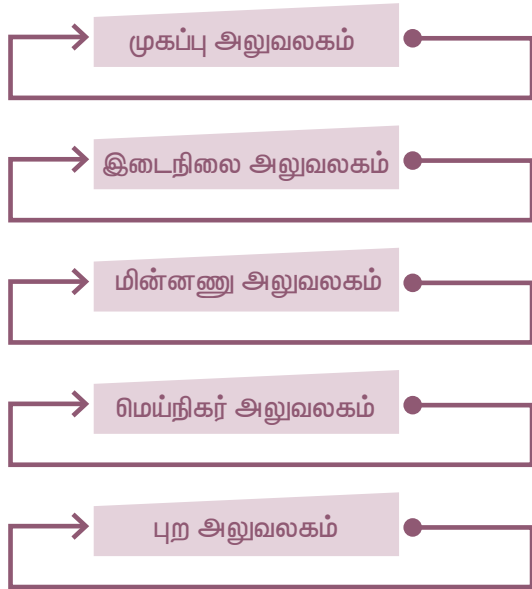 முகப்பு அலுவலகம்
இடைநிலை அலுவலகம்
மின்னணு அலுவலகம்
மெய்நிகர் அலுவலகம்
புற அலுவலகம்